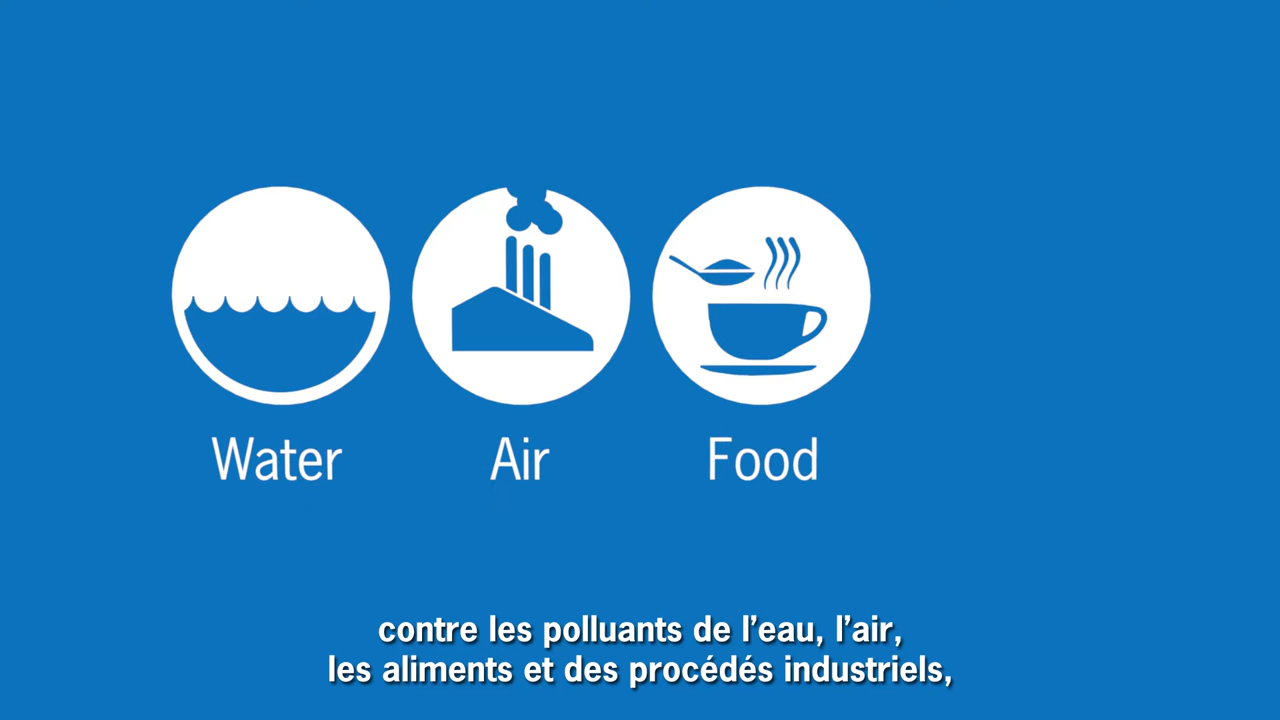 Water Air Food
contre les polluants de l’eau, l’air,
les aliments et des procédés industriels,